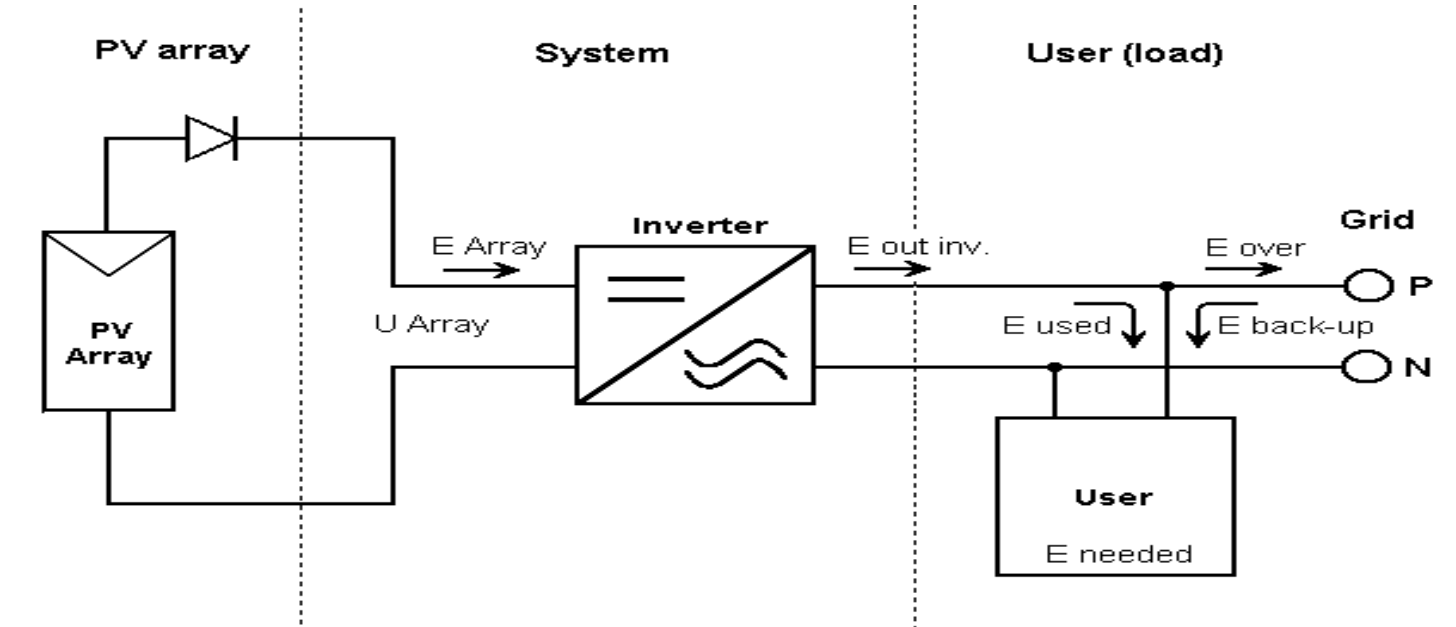 PV array
System
User (load)
Inverter
Grid
E Array
E out inv.
E over
P
U Array
E used
E back-up
PV
Array
N
User
E needed